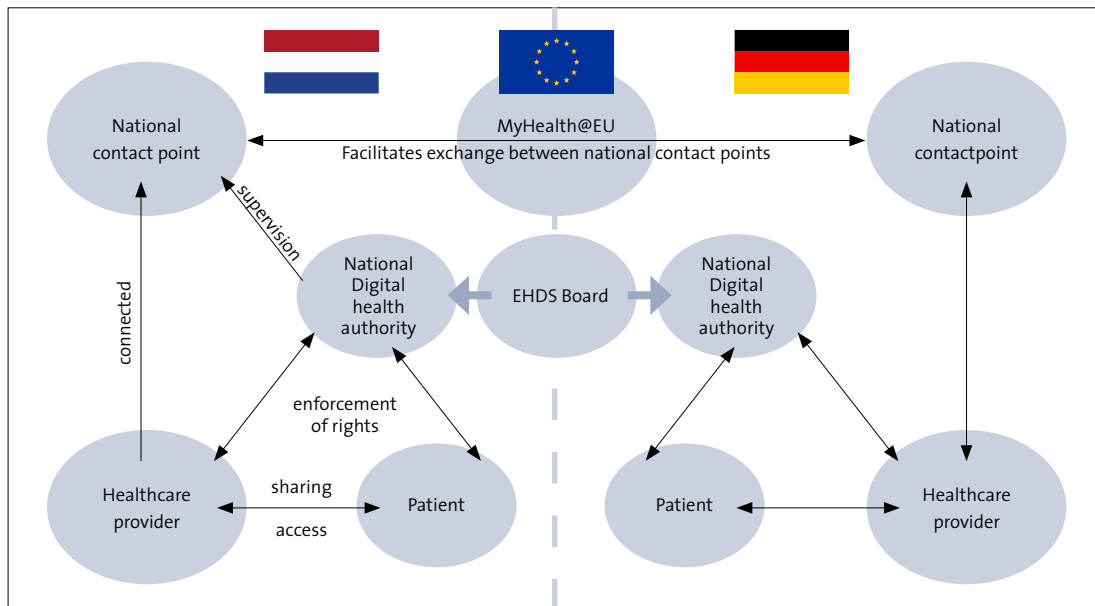 National
contact point
MyHealth@EU
Facilitates exchange between national contact points
National
contactpoint
supervision
National
Digital
health
authority
EHDS Board
National
Digital
health
authority
connected
enforcement
of rights
Healthcare
provider
sharing
access
Patient
Patient
Healthcare
provider